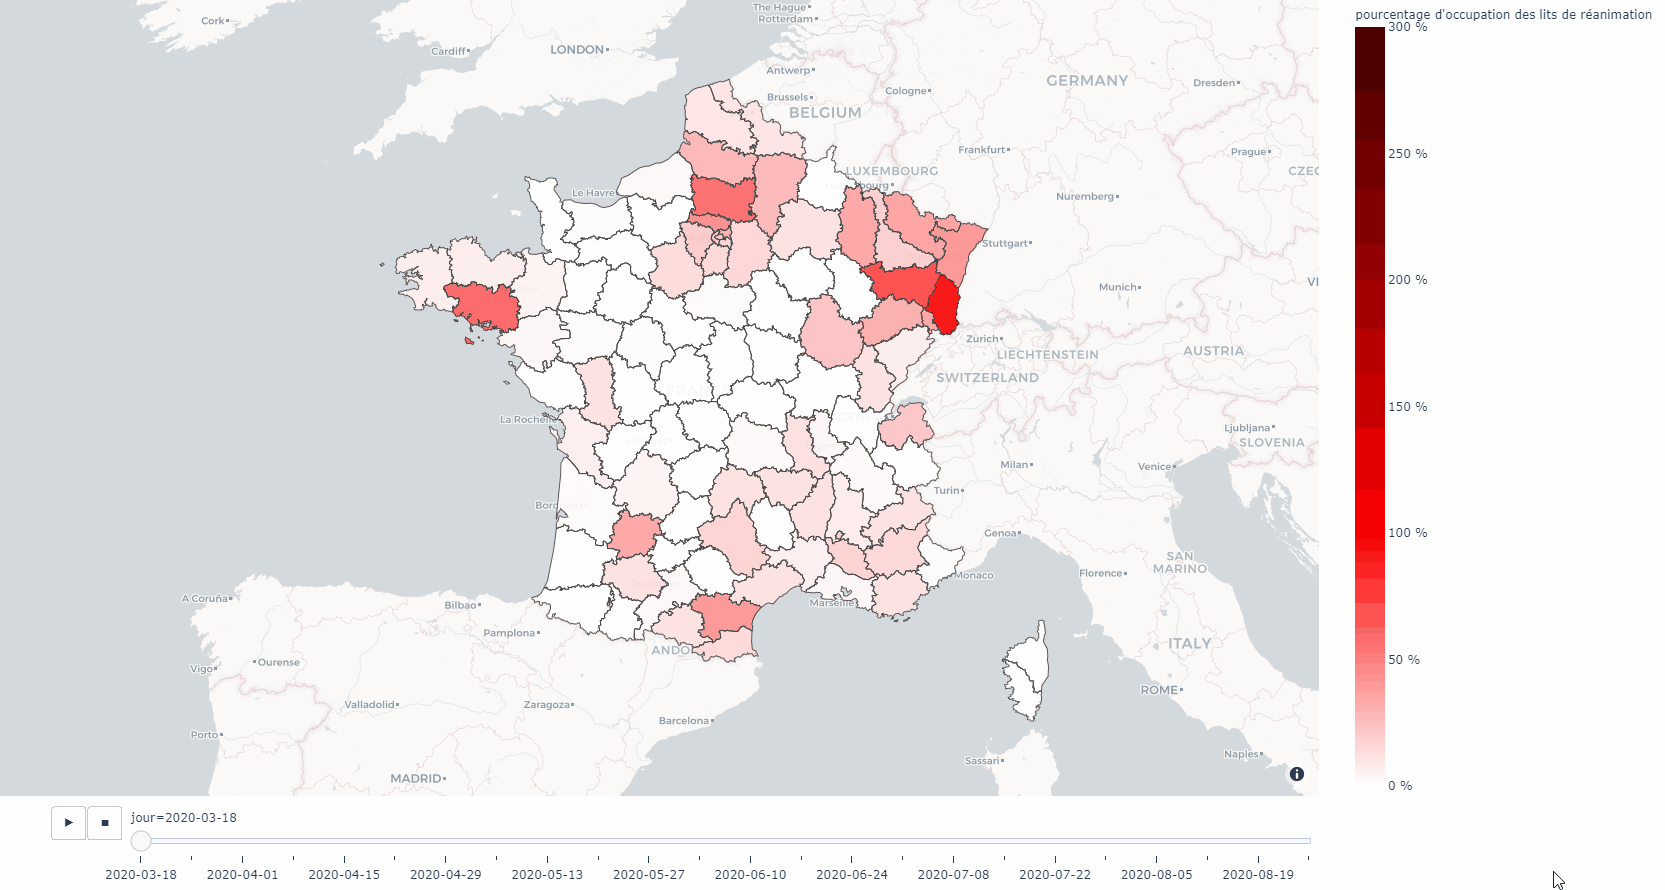 pourcentage d'occupation des lits de réanimation
300 %
250 %
200 %
150 %
100 %
50 %
0 %
The Hague
Rotterdam
Cork
Cardiff
LONDON
Antwerp
Brussels
BELGIUM
GERMANY
Cologne
Dresden
Frankfurt
Prague
LUXEMBOURG
CZEC
Le Havre
Nuremberg
Stuttgart
Munich
VI
Zurich
LIECHTENSTEIN
AUSTRIA
SWITZERLAND
FRANCE
La Rochelle
Ljubljana
SLOVENIA
Milan
Venice
Turin
Bordeaux
Genoa
SAN
MARINO
Monaco
Florence
Marseille
A Coruña
Bilbao
Pamplona
ANDO
ITALY
Vigo
Ourense
ROME
Valladolid
Zaragoza
Barcelona
Porto
Naples
Sassari
MADRID
jour=2020-03-18
2020-03-18
2020-04-01
2020-04-15
2020-04-29
2020-05-13
2020-05-27
2020-06-10
2020-06-24
2020-07-08
2020-07-22
2020-08-05
2020-08-19